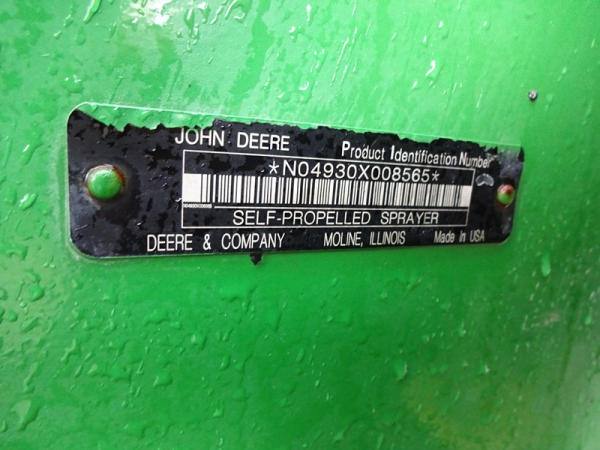 JOHN DEERE Product Identification Number
*N04930X008565*
SELF-PROPELLED SPRAYER
DEERE & COMPANY MOLINE, ILLINOIS Made in USA